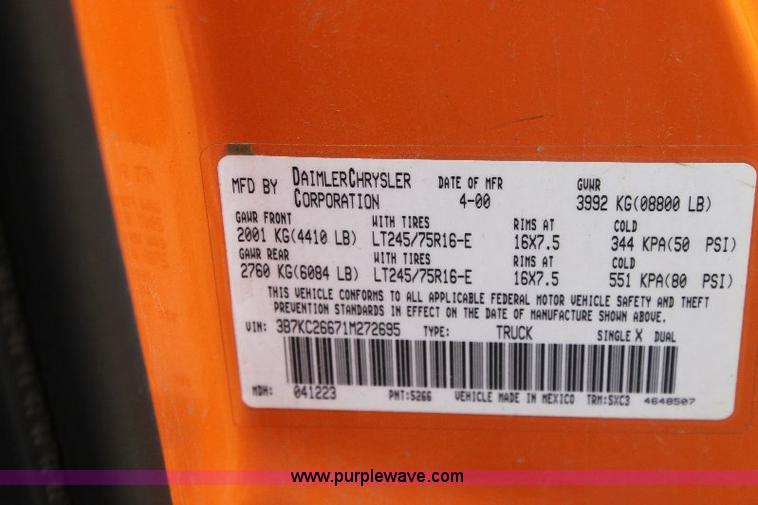 MFD BY DAIMLERCHRYSLER CORPORATION DATE OF MFR 4-00 GVWR 3992 KG(08800 LB)
GAWR FRONT WITH TIRES RIMS AT COLD
2001 KG(4410 LB) LT245/75R16-E 16X7.5 344 KPA(50 PSI)
GAWR REAR WITH TIRES RIMS AT COLD
2760 KG(6084 LB) LT245/75R16-E 16X7.5 551 KPA(80 PSI)
THIS VEHICLE CONFORMS TO ALL APPLICABLE FEDERAL MOTOR VEHICLE SAFETY AND THEFT
PREVENTION STANDARDS IN EFFECT ON THE DATE OF MANUFACTURE SHOWN ABOVE.
VIN: 3B7KC26671M272695 TYPE: TRUCK SINGLE X DUAL
MDH: 041223 PNT:S266 VEHICLE MADE IN MEXICO TRM:SXC3 4648507
www.purplewave.com